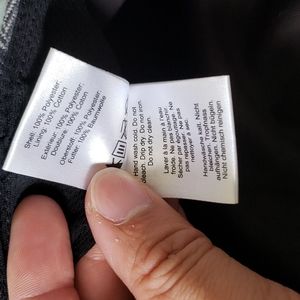 Shell: 100% Polyester;
Lining: 100% Cotton
Extérieur: 100% Polyester;
Doublure: 100% Coton
Oberstoff: 100% Polyester;
Futter: 100% Baumwolle
Hand wash cold. Do not
bleach. Drip dry. Do not iron.
Do not dry clean.
Laver à la main à l'eau
froide. Ne pas blanchir.
Sécher par égouttage. Ne
pas repasser. Ne pas
nettoyer à sec.
Handwäsche kalt. Nicht
bleichen. Tropfnass
aufhängen. Nicht bügeln.
Nicht chemisch reinigen